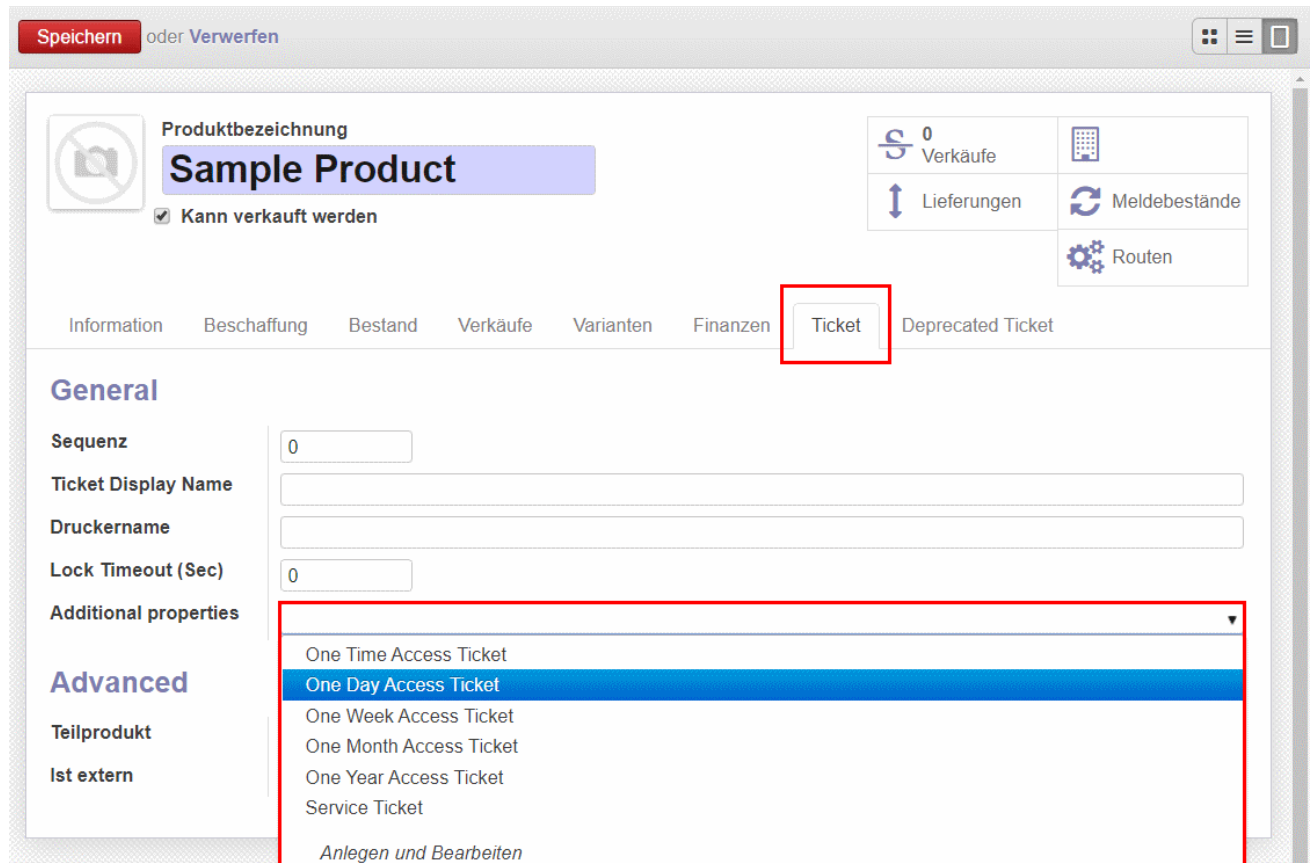 Speichern oder Verwerfen
Produktbezeichnung
Sample Product
Kann verkauft werden
0
Verkäufe
Lieferungen
Meldebestände
Routen
Information Beschaffung Bestand Verkäufe Varianten Finanzen Ticket Deprecated Ticket
General
Sequenz 0
Ticket Display Name
Druckername
Lock Timeout (Sec) 0
Additional properties
One Time Access Ticket
One Day Access Ticket
One Week Access Ticket
One Month Access Ticket
One Year Access Ticket
Service Ticket
Anlegen und Bearbeiten
Advanced
Teilprodukt
Ist extern